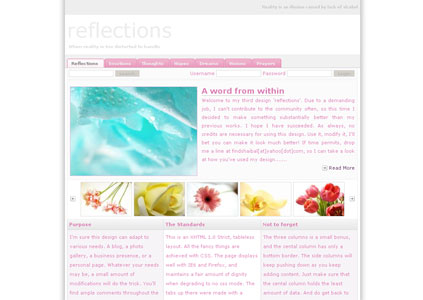 Reality is an illusion caused by lack of alcohol
reflections
Where reality is but distorted to beauty
Reflections Emotions Thoughts Hopes Dreams Visions Prayers
search Username Password login
A word from within
Welcome to my third design 'reflections'. Due to a demanding
job, I can't contribute to the community often, so this time I
decided to make something substantially better than my
previous works. I hope I have succeeded. As always, no
credits are necessary for using this design. Use it, modify it, I'll
bet you can make it look much better! If time permits, drop
me a line at [at]yahoo[dot]com, so I can take a look
at how you've used my design......
Read More
Purpose The Standards Not to forget
I'm sure this design can adapt to
various needs. A blog, a photo
gallery, a business presence, or a
personal page. Whatever your needs
may be, a small amount of
modifications will do the trick.. You'll
find ample comments throughout the
This is an XHTML 1.0 Strict, tableless
layout. All the fancy things are
achieved with CSS. The page displays
well with IE6 and Firefox, and
maintains a fair amount of dignity
when degrading to no css mode. The
tabs up there were made with a
The three columns is a small bonus,
and the cental column has only a
bottom border. The side columns will
keep pushing down as you keep
adding content. Just make sure that
the central column holds the least
amount of data. And do get back to